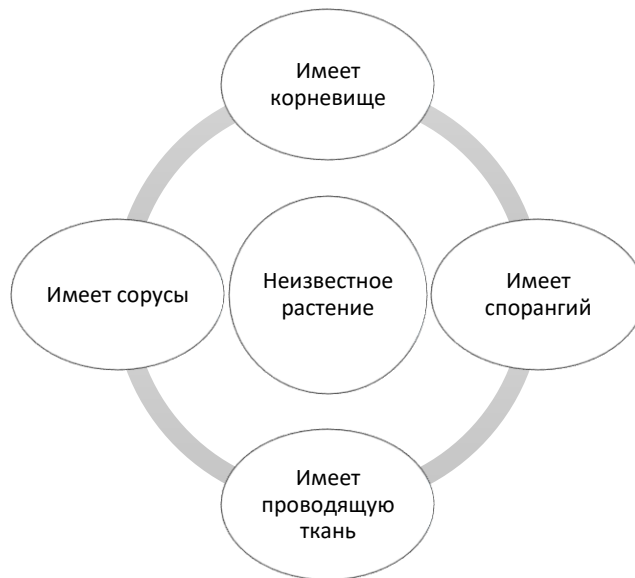 Имеет
корневище
Имеет сорусы
Неизвестное
растение
Имеет
спорангий
Имеет
проводящую
ткань